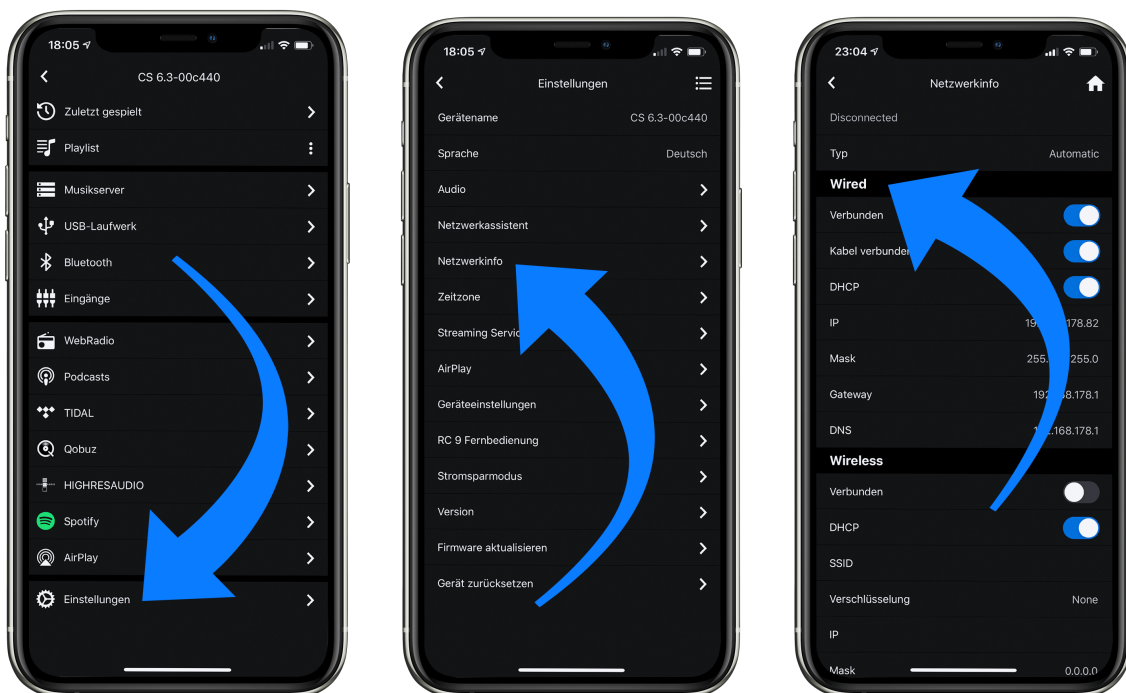 18:05
CS 6.3-00c440
Zuletzt gespielt
Playlist
Musikserver
USB-Laufwerk
Bluetooth
Eingänge
WebRadio
Podcasts
TIDAL
Qobuz
HIGHRESAUDIO
Spotify
AirPlay
Einstellungen
18:05
Einstellungen
Gerätename CS 6.3-00c440
Sprache Deutsch
Audio
Netzwerkassistent
Netzwerkinfo
Zeitzone
Streaming
AirPlay
Geräteeinstellungen
RC 9 Fernbedienung
Stromsparmodus
Version
Firmware aktualisieren
Gerät zurücksetzen
23:04
Netzwerkinfo
Disconnected
Typ Automatic
Wired
Verbunden
Kabel
DHCP
IP
Mask
Gateway
DNS
Wireless
Verbunden
DHCP
SSID
Verschlüsselung None
IP
Mask 0.0.0.0